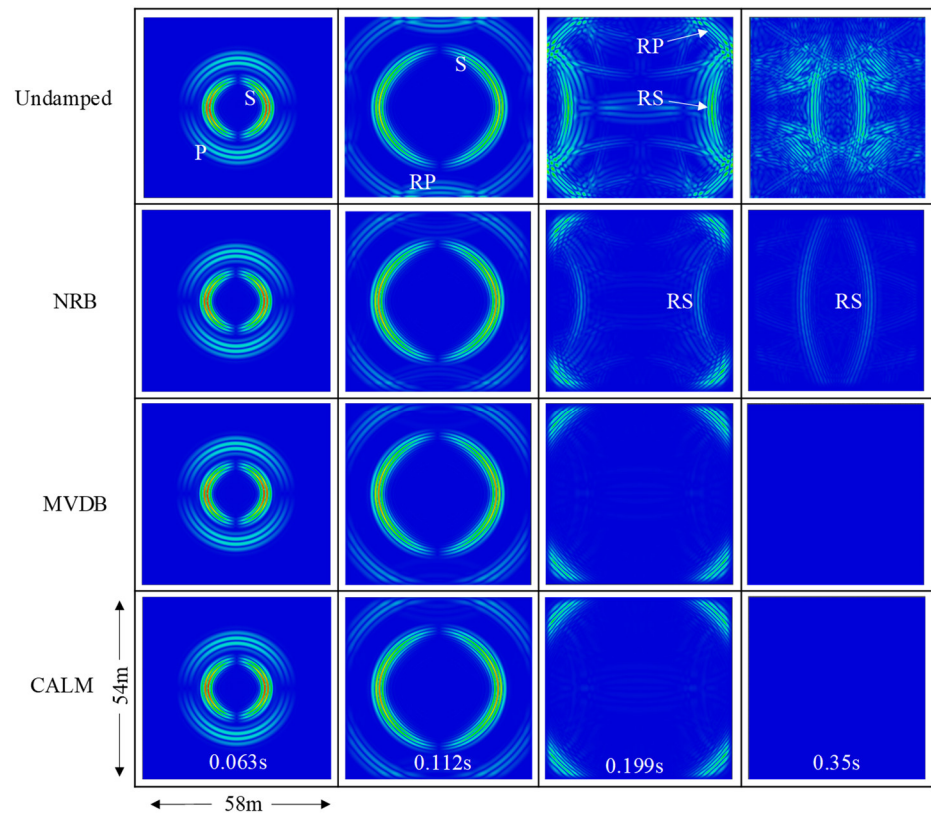 Undamped
S
P
S
RP
RP
RS
NRB
RS
RS
MVDB
CALM
54m
0.063s
0.112s
0.199s
0.35s
58m